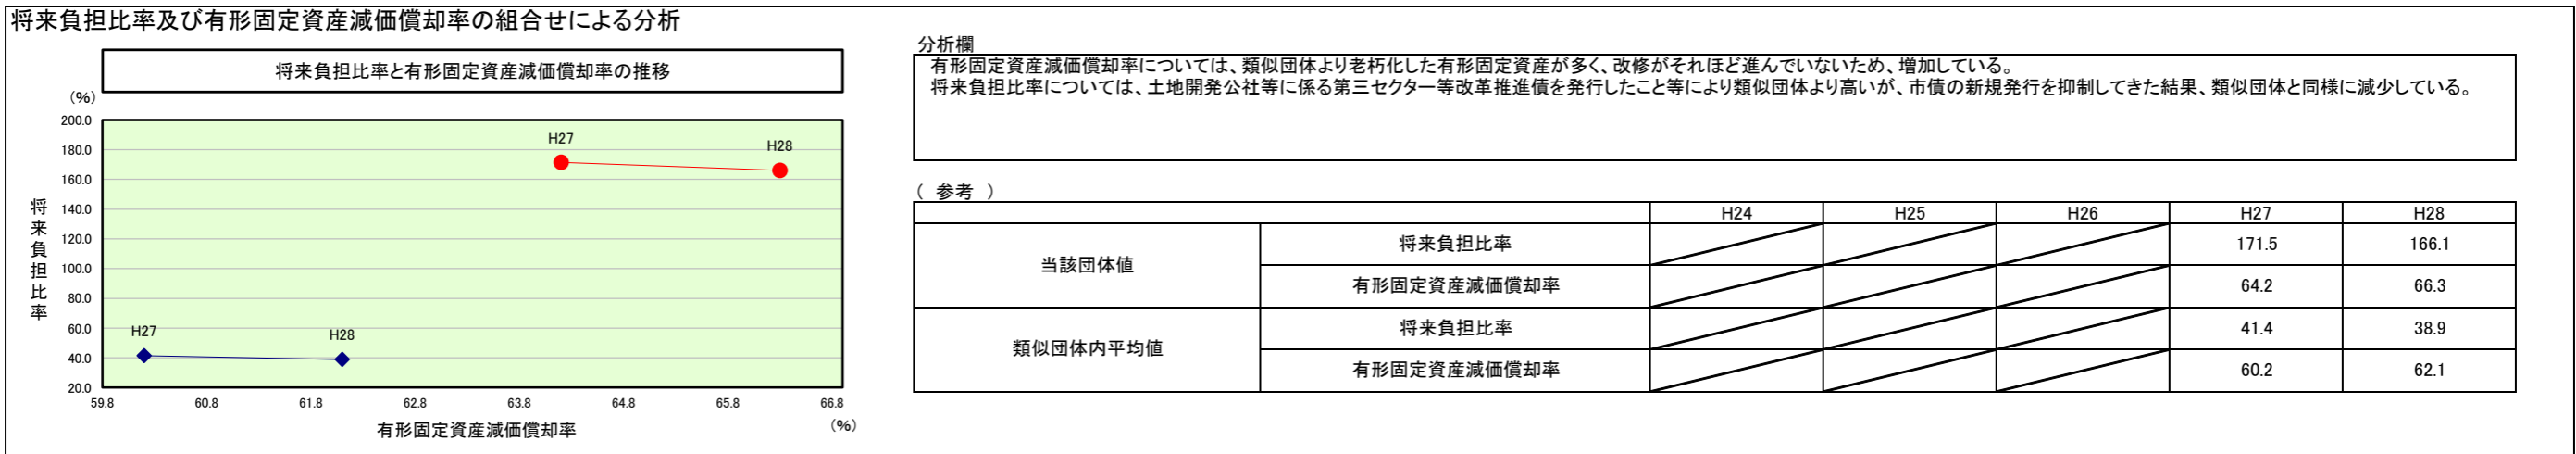 将来負担比率及び有形固定資産減価償却率の組合せによる分析
将来負担比率と有形固定資産減価償却率の推移
(%)
将来負担比率
200.0
180.0
160.0
140.0
120.0
100.0
80.0
60.0
40.0
20.0
H27
H28
H27
H28
59.8 60.8 61.8 62.8 63.8 64.8 65.8 66.8
有形固定資産減価償却率
(%)
分析欄
有形固定資産減価償却率については、類似団体より老朽化した有形固定資産が多く、改修がそれほど進んでいないため、増加している。
将来負担比率については、土地開発公社等に係る第三セクター等改革推進債を発行したこと等により類似団体より高いが、市債の新規発行を抑制してきた結果、類似団体と同様に減少している。
( 参考 )
H24 H25 H26 H27 H28
当該団体値
将来負担比率 171.5 166.1
有形固定資産減価償却率 64.2 66.3
類似団体内平均値
将来負担比率 41.4 38.9
有形固定資産減価償却率 60.2 62.1